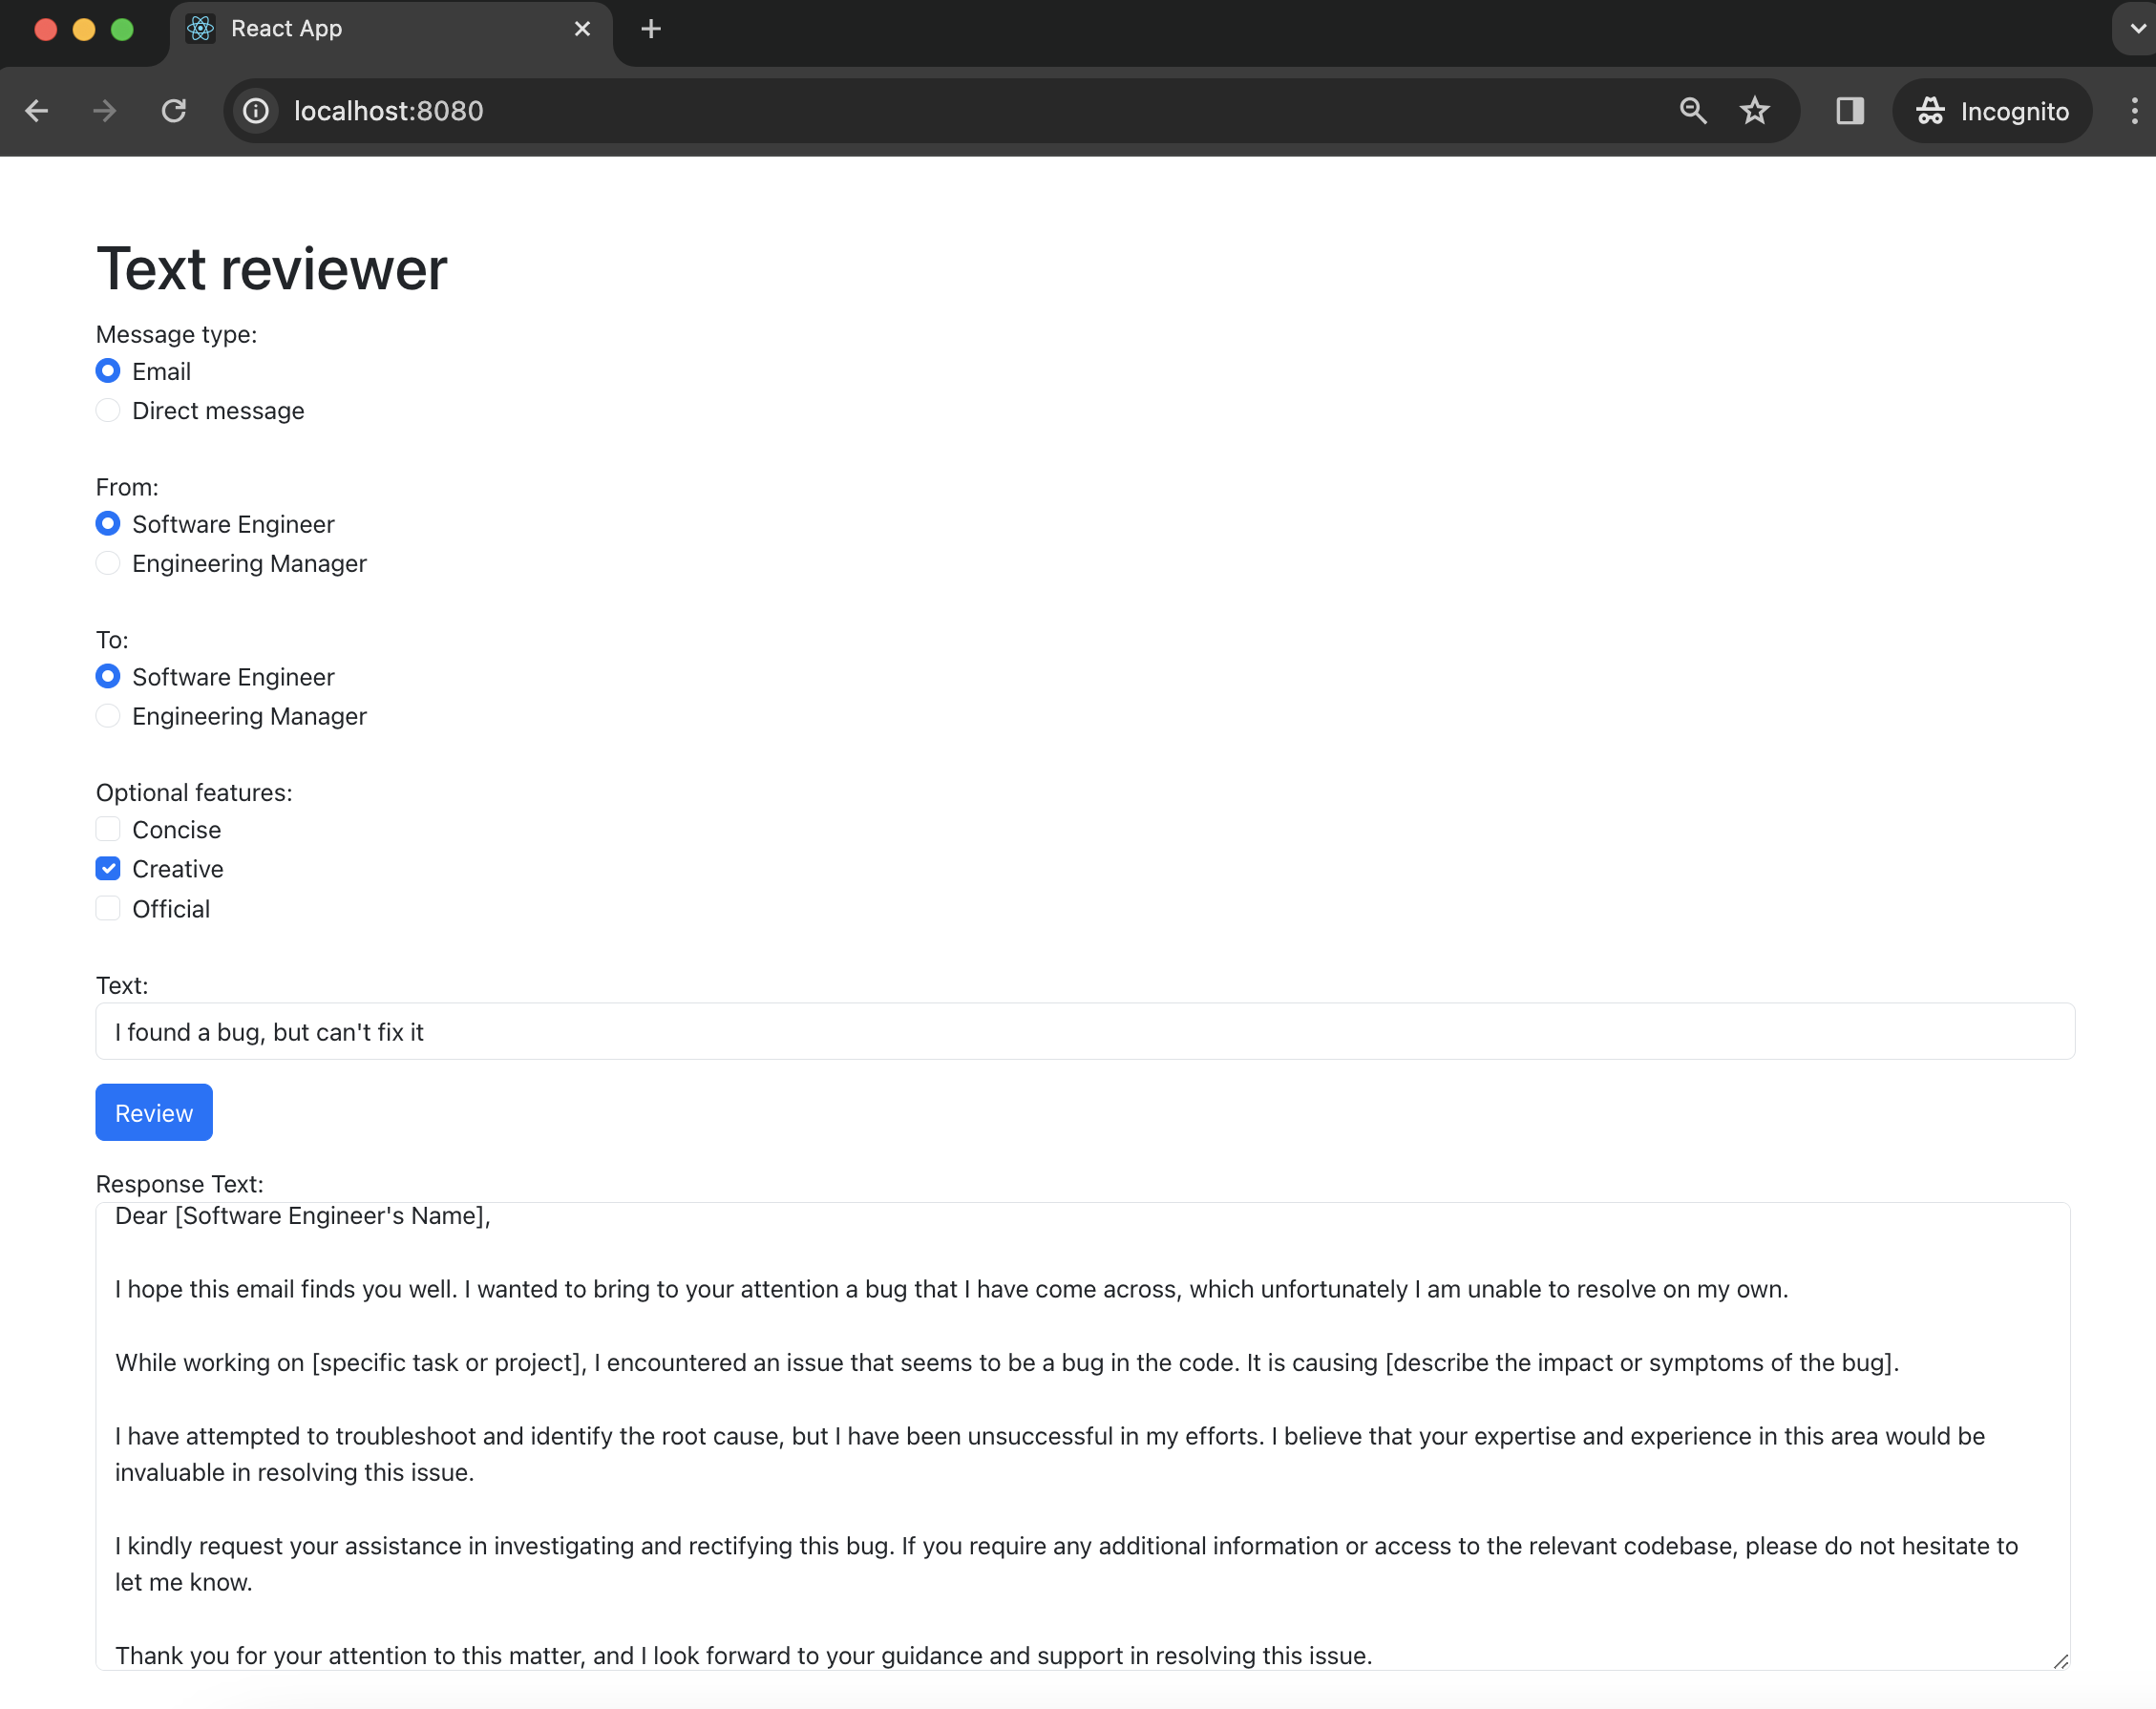 React App
localhost:8080
Incognito
Text reviewer
Message type:
Email
Direct message
From:
Software Engineer
Engineering Manager
To:
Software Engineer
Engineering Manager
Optional features:
Concise
Creative
Official
Text:
I found a bug, but can't fix it
Review
Response Text:
Dear [Software Engineer's Name],
I hope this email finds you well. I wanted to bring to your attention a bug that I have come across, which unfortunately I am unable to resolve on my own.
While working on [specific task or project], I encountered an issue that seems to be a bug in the code. It is causing [describe the impact or symptoms of the bug].
I have attempted to troubleshoot and identify the root cause, but I have been unsuccessful in my efforts. I believe that your expertise and experience in this area would be
invaluable in resolving this issue.
I kindly request your assistance in investigating and rectifying this bug. If you require any additional information or access to the relevant codebase, please do not hesitate to
let me know.
Thank you for your attention to this matter, and I look forward to your guidance and support in resolving this issue.